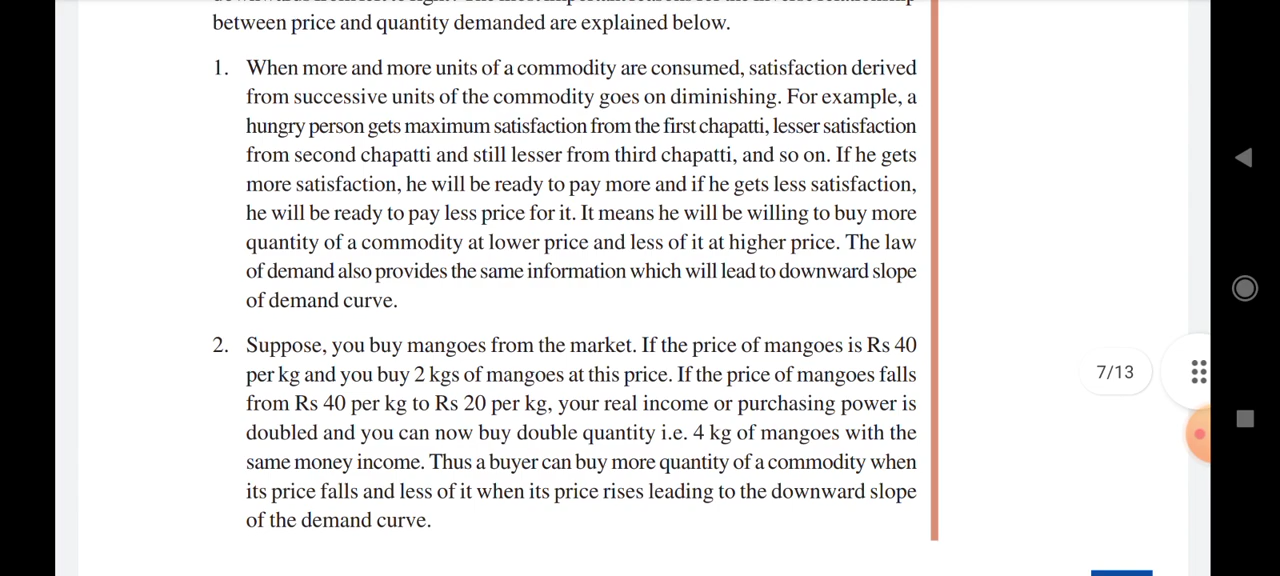 between price and quantity demanded are explained below.
1. When more and more units of a commodity are consumed, satisfaction derived
from successive units of the commodity goes on diminishing. For example, a
hungry person gets maximum satisfaction from the first chapatti, lesser satisfaction
from second chapatti and still lesser from third chapatti, and so on. If he gets
more satisfaction, he will be ready to pay more and if he gets less satisfaction,
he will be ready to pay less price for it. It means he will be willing to buy more
quantity of a commodity at lower price and less of it at higher price. The law
of demand also provides the same information which will lead to downward slope
of demand curve.
2. Suppose, you buy mangoes from the market. If the price of mangoes is Rs 40
per kg and you buy 2 kgs of mangoes at this price. If the price of mangoes falls
from Rs 40 per kg to Rs 20 per kg, your real income or purchasing power is
doubled and you can now buy double quantity i.e. 4 kg of mangoes with the
same money income. Thus a buyer can buy more quantity of a commodity when
its price falls and less of it when its price rises leading to the downward slope
of the demand curve.
7/13